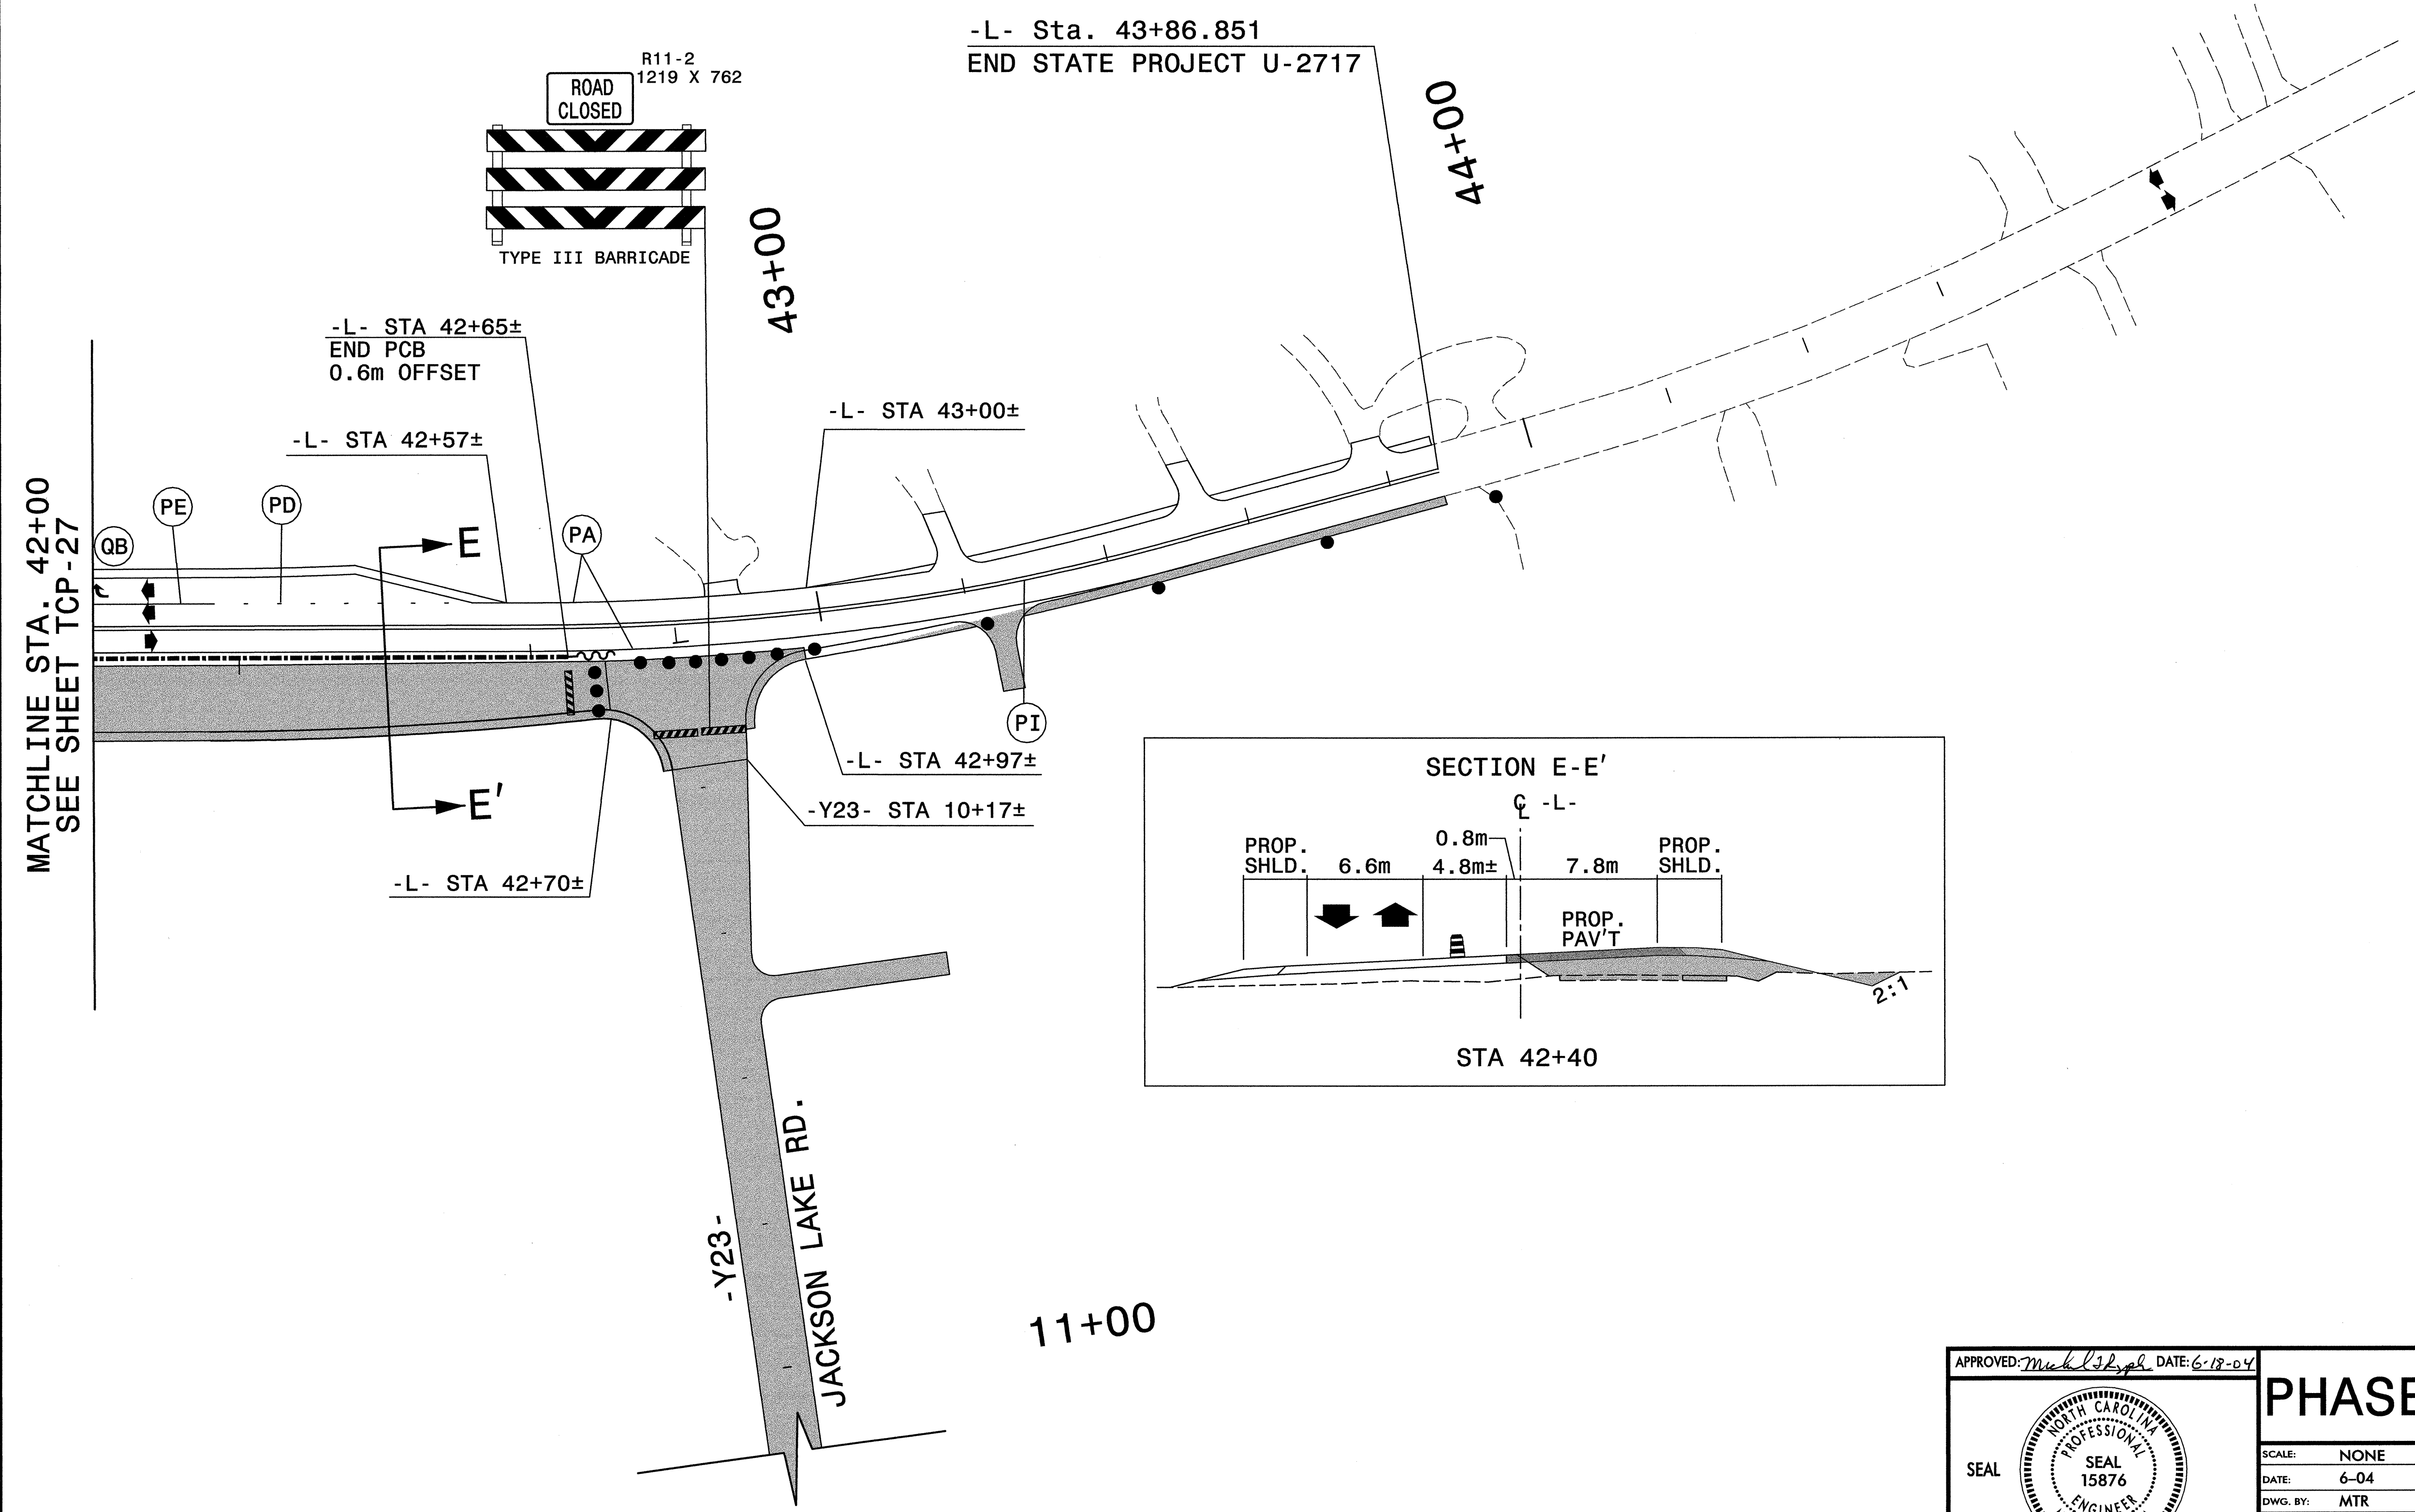 -L- Sta. 43+86.851
END STATE PROJECT U-2717
R11-2
1219 X 762
ROAD
CLOSED
TYPE III BARRICADE
43+00
44+00
-L- STA 42+65±
END PCB
0.6m OFFSET
-L- STA 43+00±
-L- STA 42+57±
MATCHLINE STA. 42+00
SEE SHEET TCP-27
QB
PE
PD
E
PA
PI
E'
-L- STA 42+97±
-Y23- STA 10+17±
-L- STA 42+70±
SECTION E-E'
℄ -L-
0.8m
PROP.
SHLD.
6.6m
4.8m±
7.8m
PROP.
SHLD.
PROP.
PAV'T
2:1
STA 42+40
-Y23-
JACKSON LAKE RD.
11+00
APPROVED: DATE: 6-18-04
PHASE
SEAL
NORTH CAROLINA
PROFESSIONAL
SEAL
15876
ENGINEER
SCALE: NONE
DATE: 6-04
DWG. BY: MTR